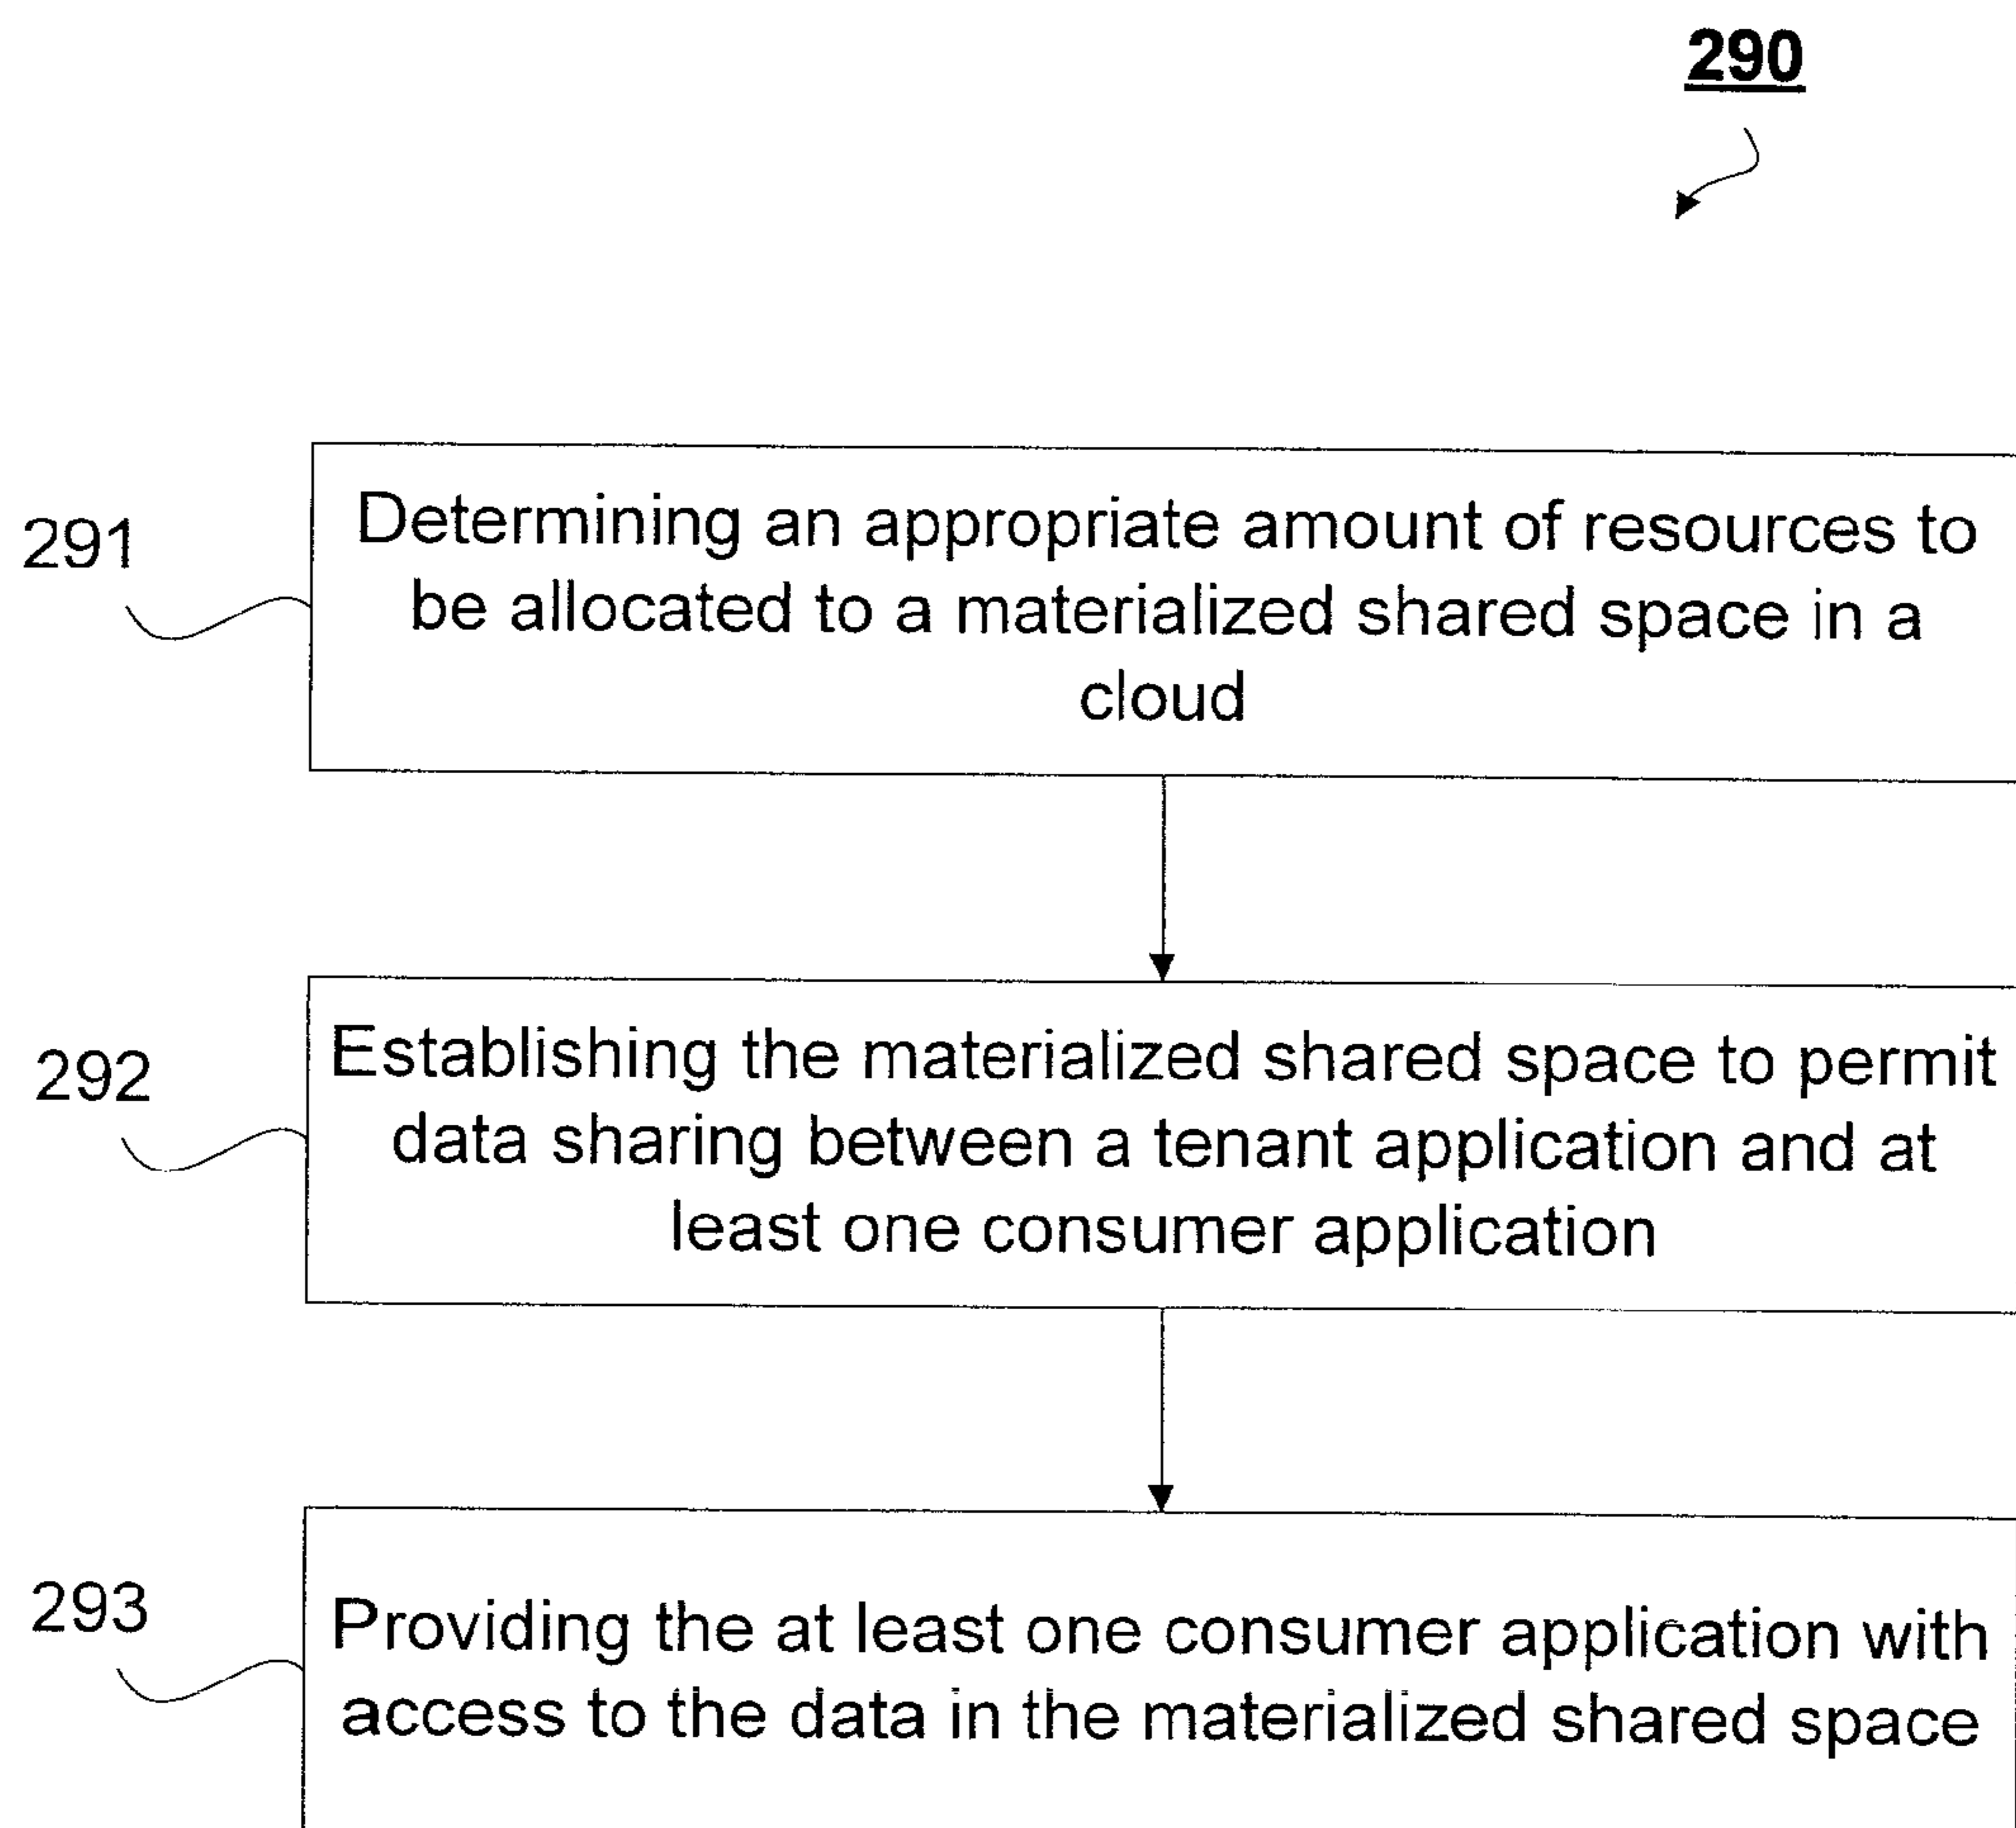 290
291
Determining an appropriate amount of resources to
be allocated to a materialized shared space in a
cloud
292
Establishing the materialized shared space to permit
data sharing between a tenant application and at
least one consumer application
293
Providing the at least one consumer application with
access to the data in the materialized shared space